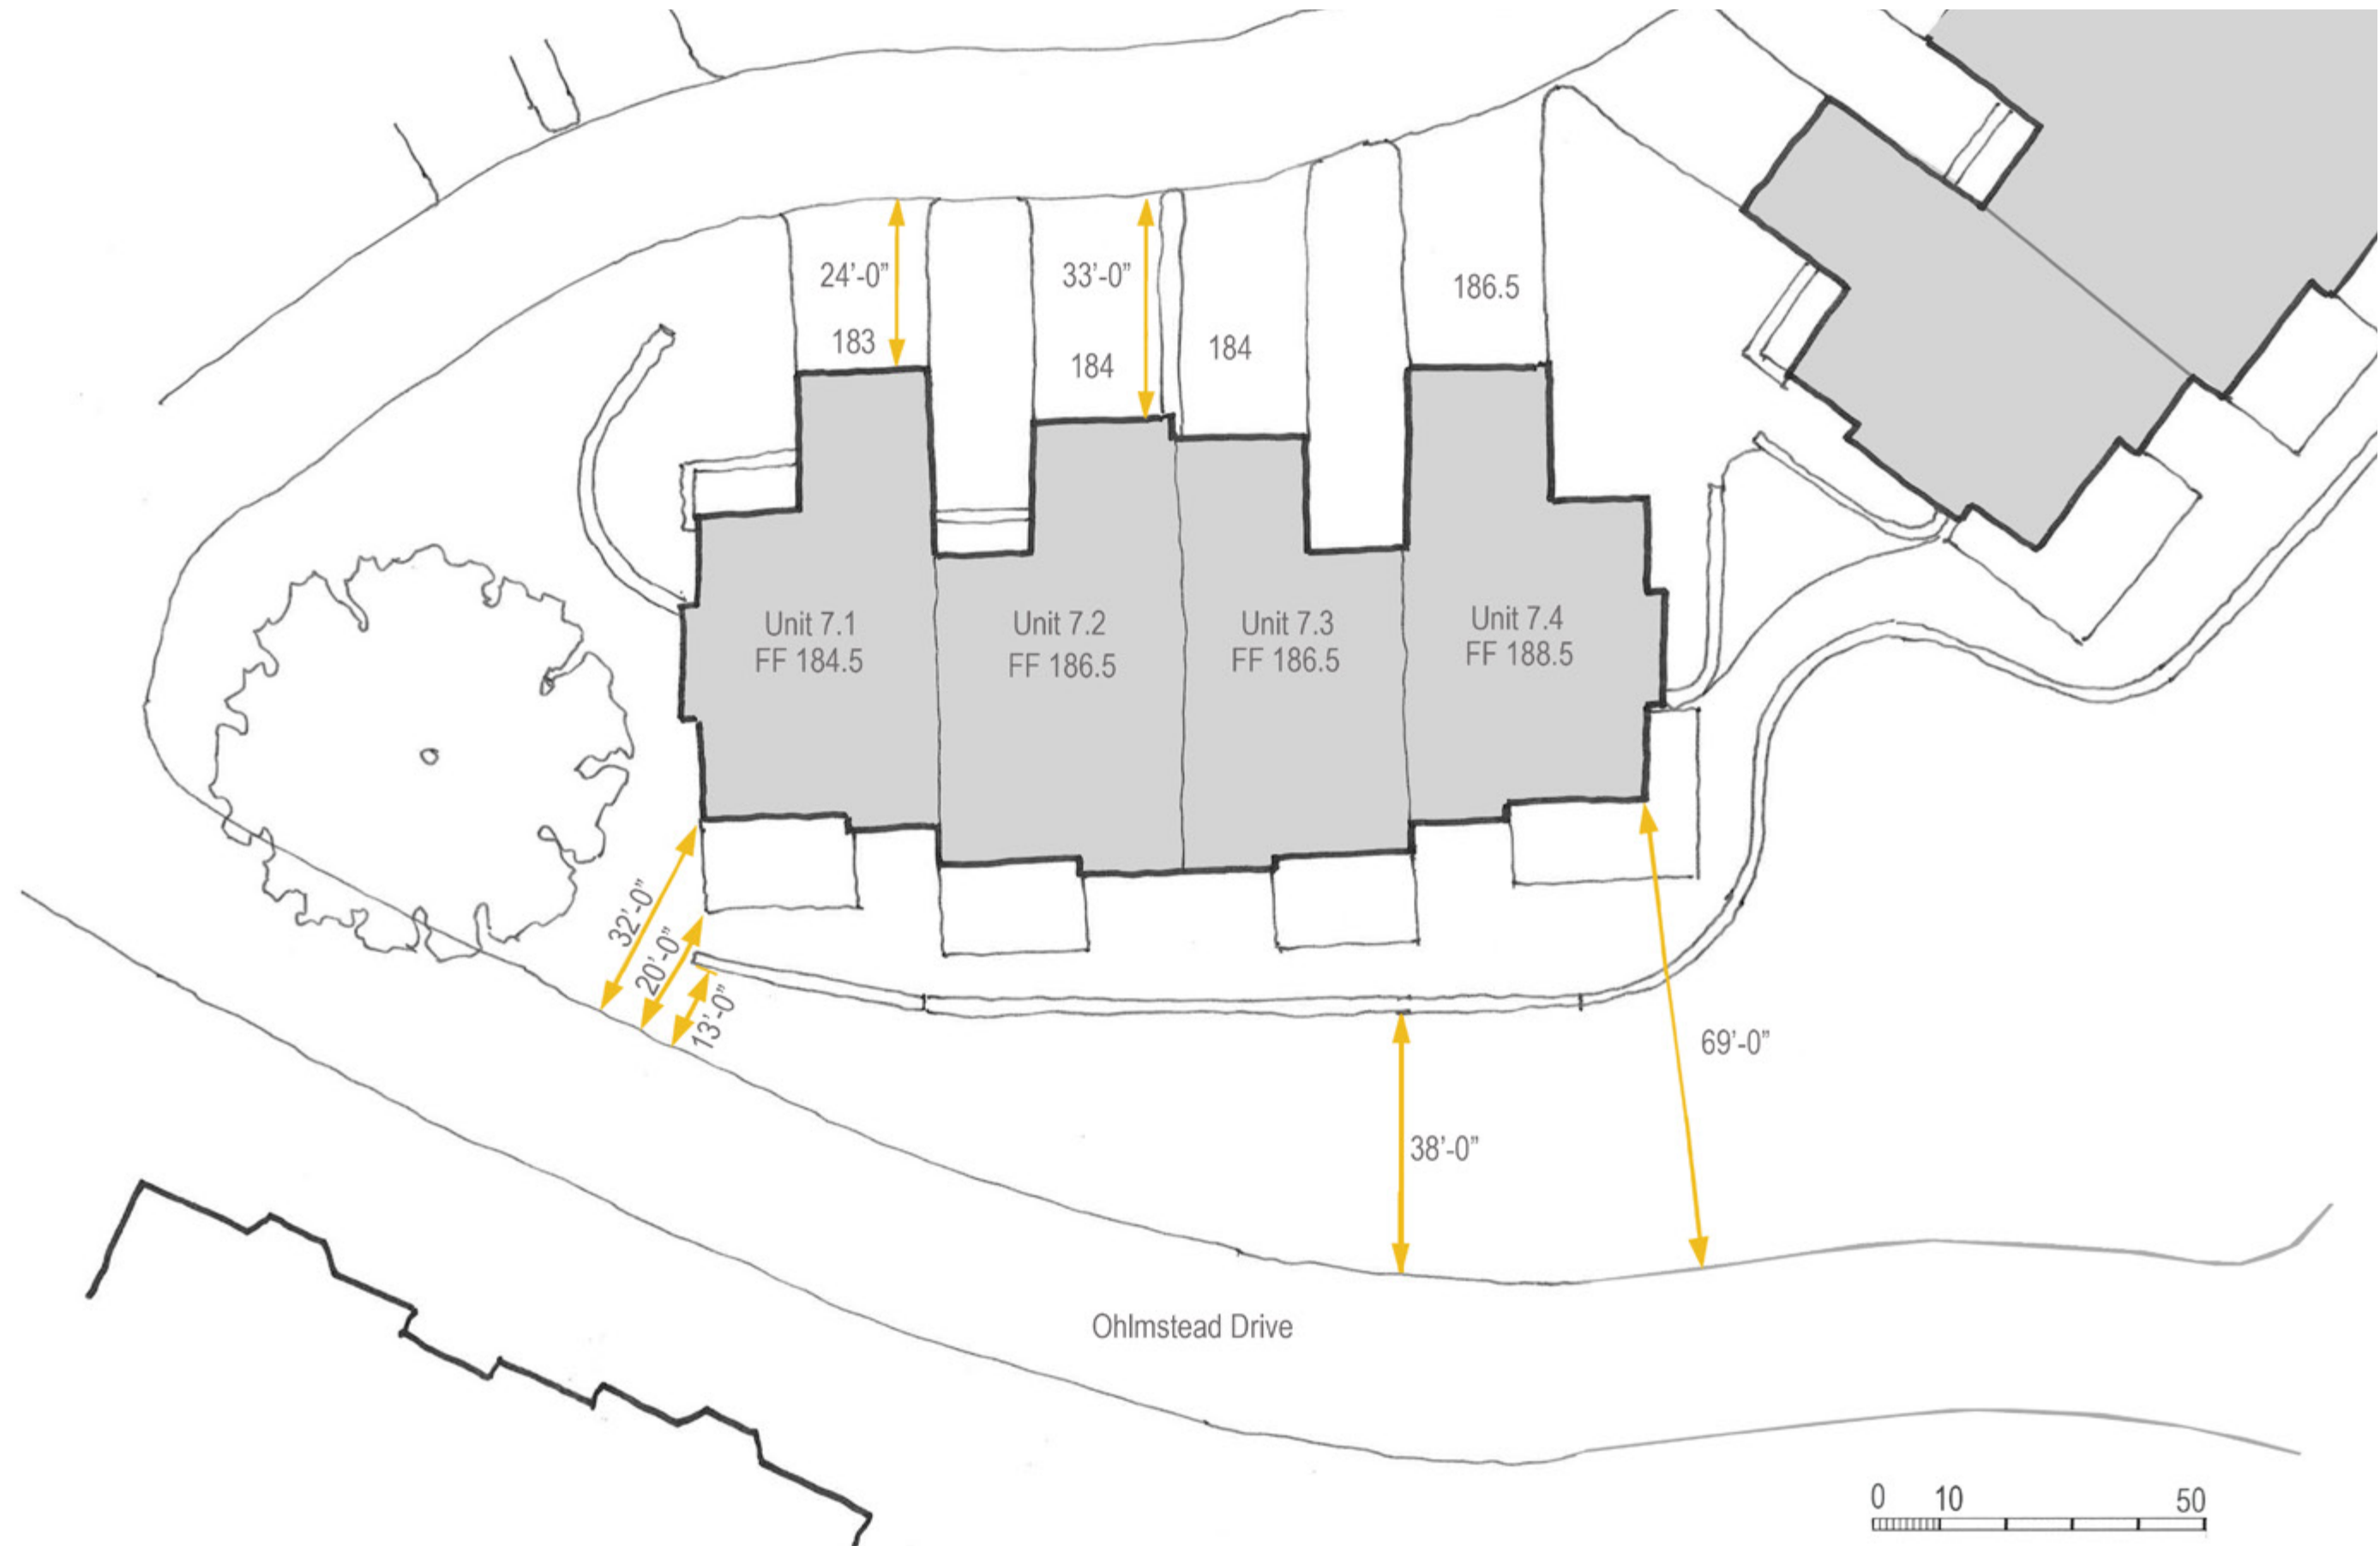 24’-0”
33’-0”
186.5
183
184
184
Unit 7.1
FF 184.5
Unit 7.2
FF 186.5
Unit 7.3
FF 186.5
Unit 7.4
FF 188.5
32’-0”
20’-0”
13’-0”
69’-0”
38’-0”
Ohlmstead Drive
0 10 50